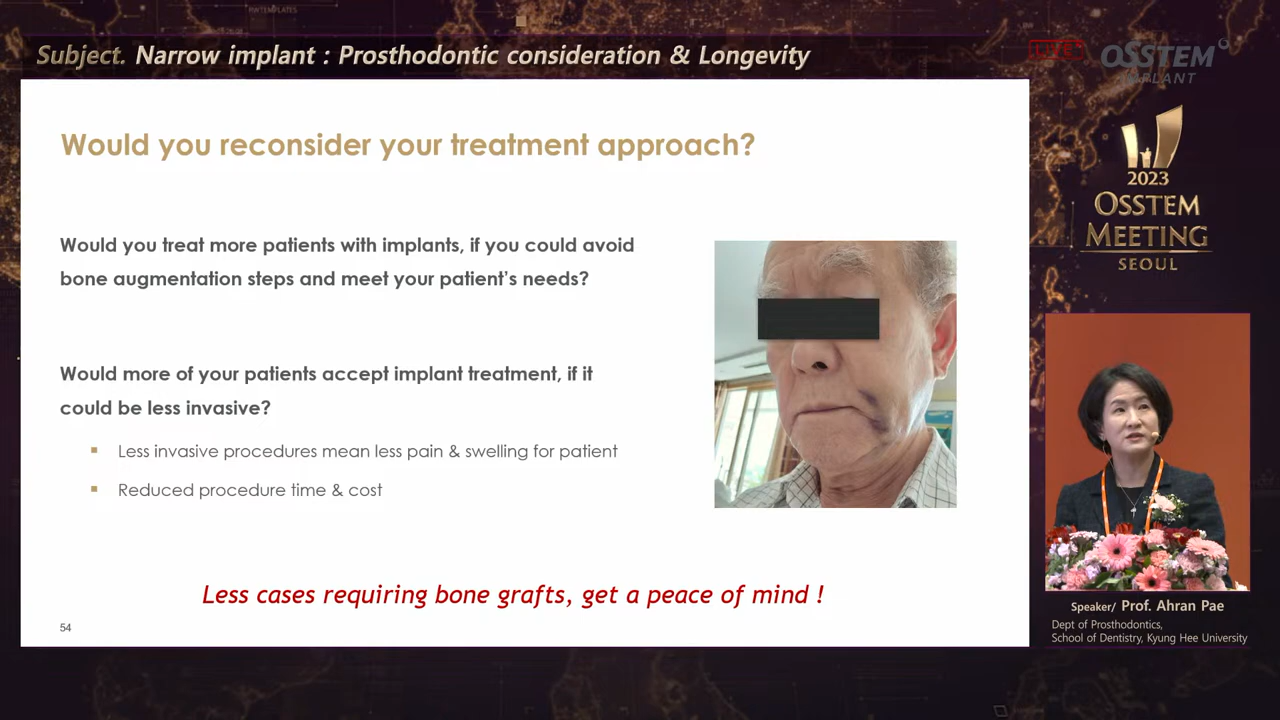 Subject. Narrow implant : Prosthodontic consideration & Longevity
LIVE
OSSTEM
IMPLANT
Would you reconsider your treatment approach?
Would you treat more patients with implants, if you could avoid
bone augmentation steps and meet your patient's needs?
Would more of your patients accept implant treatment, if it
could be less invasive?
▪ Less invasive procedures mean less pain & swelling for patient
▪ Reduced procedure time & cost
Less cases requiring bone grafts, get a peace of mind !
54
2023
OSSTEM
MEETING
SEOUL
Speaker/ Prof. Ahran Pae
Dept of Prosthodontics,
School of Dentistry, Kyung Hee University